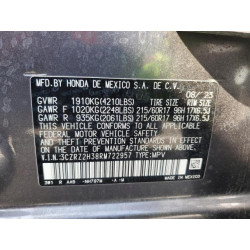 MFD. BY HONDA DE MEXICO S.A. DE C.V. 08/'23
GVWR 1910KG(4210LBS) TIRE SIZE RIM SIZE
GAWR F 1020KG(2248LBS) 215/60R17 96H 17X6.5J
GAWR R 935KG(2061LBS) 215/60R17 96H 17X6.5J
THIS VEHICLE CONFORMS TO ALL APPLICABLE
FEDERAL MOTOR VEHICLE SAFETY AND
THEFT PREVENTION STANDARDS IN EFFECT ON
THE DATE OF MANUFACTURE SHOWN ABOVE.
V.I.N.:3CZRZ2H38RM722957 TYPE:MPV
3W1 R AAO -NH797M -A -M